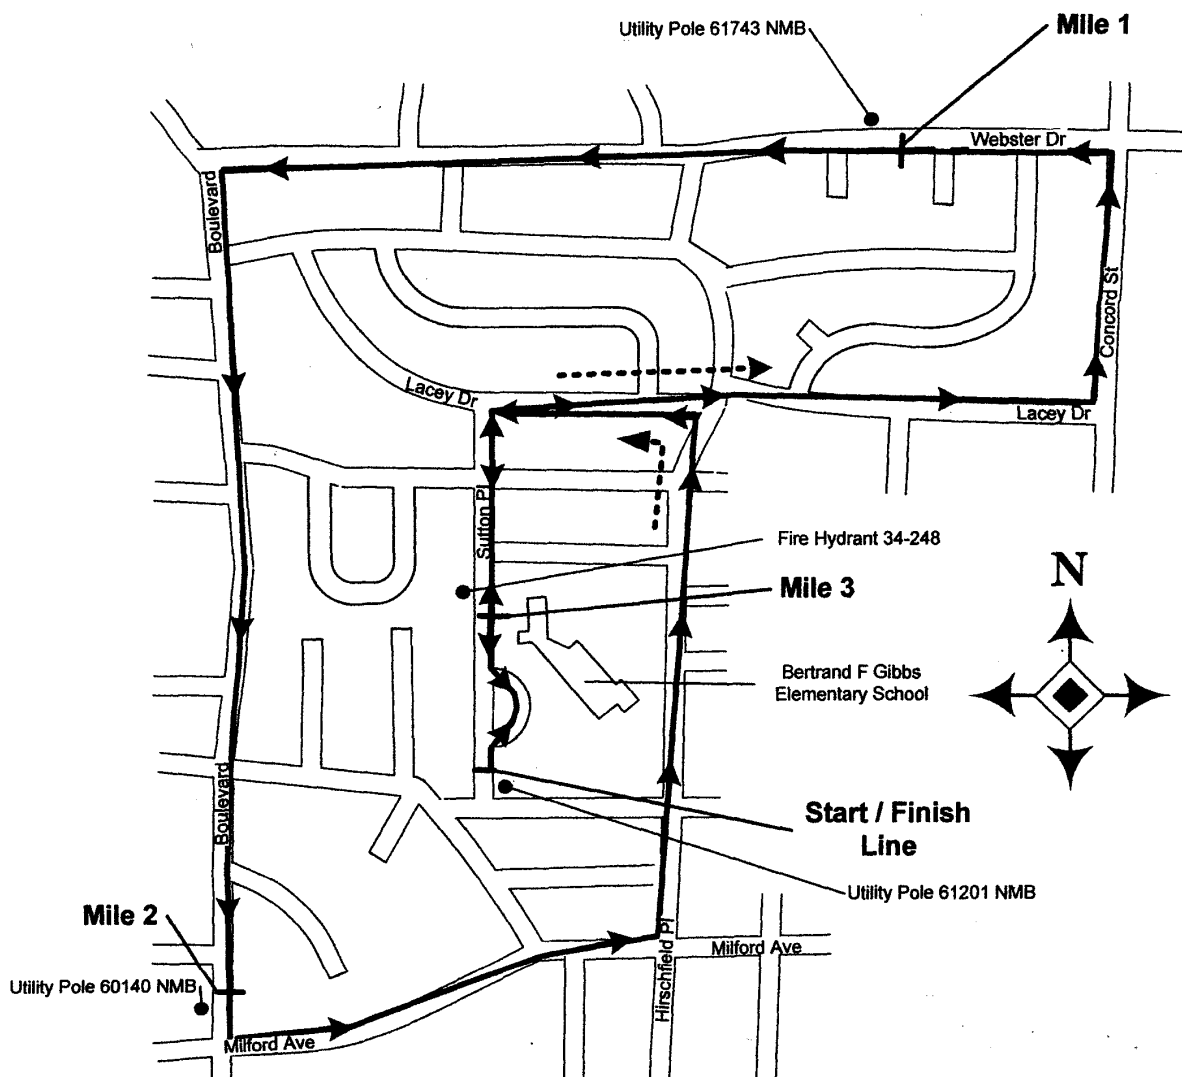 Utility Pole 61743 NMB
Mile 1
Webster Dr
Boulevard
Concord St
Lacey Dr
Lacey Dr
Sutton Pl
Fire Hydrant 34-248
N
Mile 3
Bertrand F Gibbs
Elementary School
Boulevard
Start / Finish
Line
Utility Pole 61201 NMB
Mile 2
Hirschfield Pl
Milford Ave
Utility Pole 60140 NMB
Milford Ave